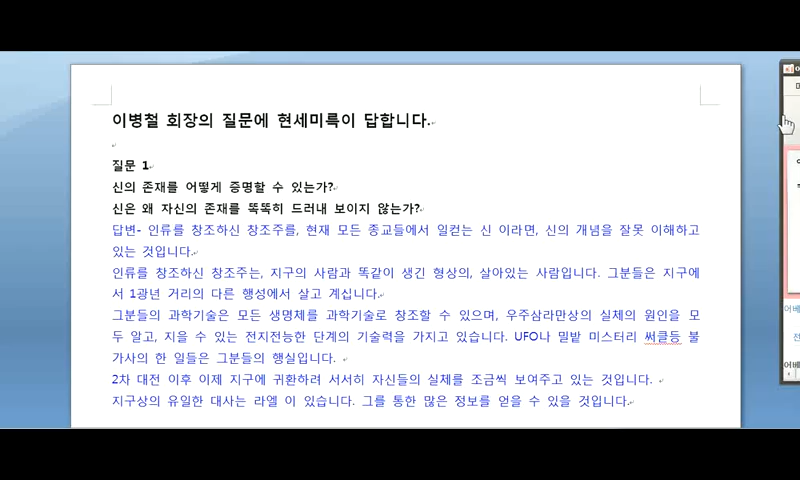 이병철 회장의 질문에 현세미륵이 답합니다.
질문 1
신의 존재를 어떻게 증명할 수 있는가?
신은 왜 자신의 존재를 똑똑히 드러내 보이지 않는가?
답변- 인류를 창조하신 창조주를, 현재 모든 종교들에서 일컫는 신 이라면, 신의 개념을 잘못 이해하고
있는 것입니다.
인류를 창조하신 창조주는, 지구의 사람과 똑같이 생긴 형상의, 살아있는 사람입니다. 그분들은 지구에
서 1광년 거리의 다른 행성에서 살고 계십니다.
그분들의 과학기술은 모든 생명체를 과학기술로 창조할 수 있으며, 우주삼라만상의 실제의 원인을 모
두 알고, 지을 수 있는 전지전능한 단계의 기술력을 가지고 있습니다. UFO나 밀밭 미스터리 써클등 불
가사의 한 일들은 그분들의 행실입니다.
2차 대전 이후 이제 지구에 귀환하려 서서히 자신들의 실체를 조금씩 보여주고 있는 것입니다.
지구상의 유일한 대사는 라엘 이 있습니다. 그를 통한 많은 정보를 얻을 수 있을 것입니다.
어베
전
어베